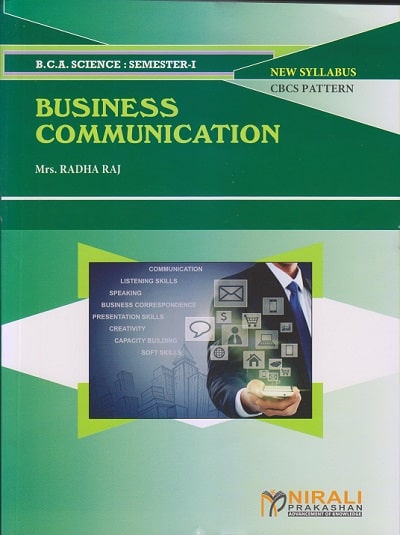 B.C.A. SCIENCE : SEMESTER-I
NEW SYLLABUS
CBCS PATTERN
BUSINESS
COMMUNICATION
Mrs. RADHA RAJ
COMMUNICATION
LISTENING SKILLS
SPEAKING
BUSINESS CORRESPONDENCE
PRESENTATION SKILLS
CREATIVITY
CAPACITY BUILDING
SOFT SKILLS
NIRALI
PRAKASHAN
ADVANCEMENT OF KNOWLEDGE